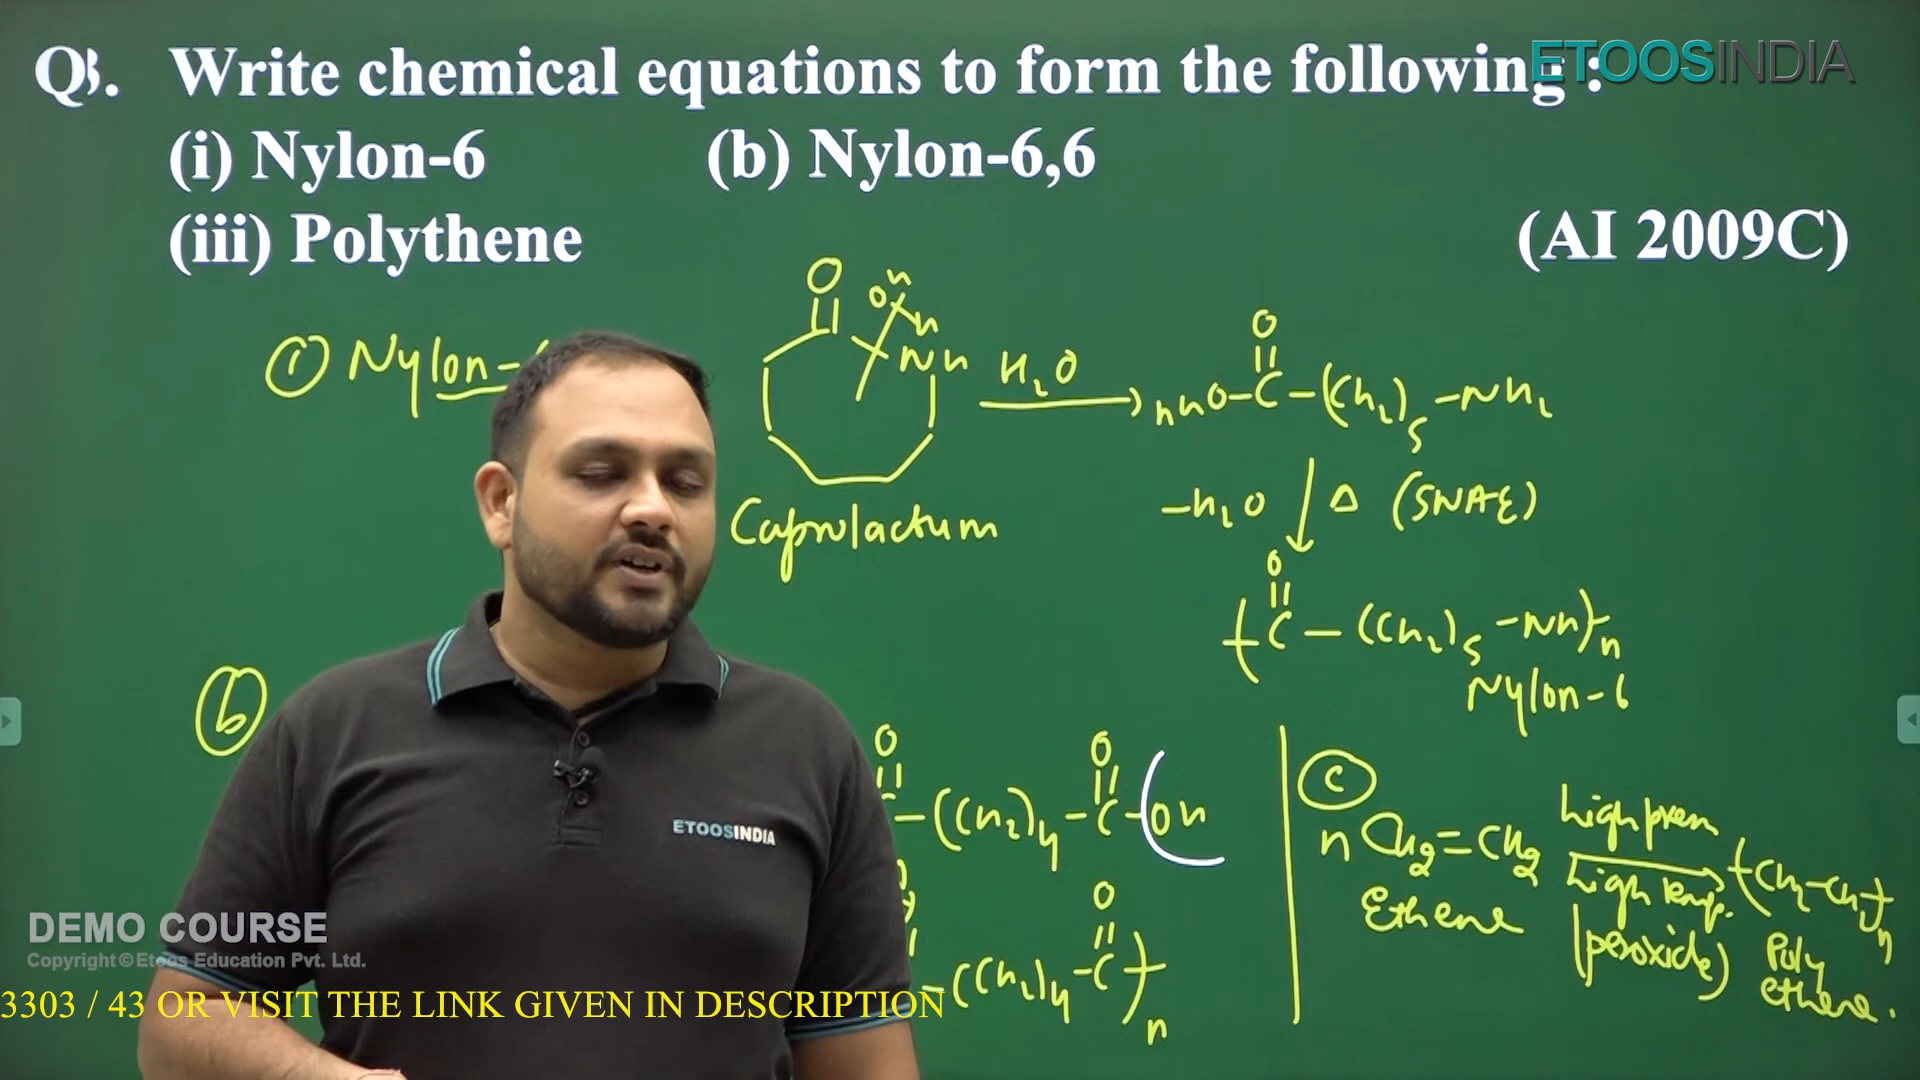 Q3. Write chemical equations to form the following :
ETOOSINDIA
(i) Nylon-6 (b) Nylon-6,6
(iii) Polythene
(AI 2009C)
① Nylon-
O
OH
H
NH
H₂O
O
HO-C-(CH₂)₅-NH₂
Caprolactum
-H₂O Δ (SNAE)
O
(C-(CH₂)₅-NH)n
Nylon-6
ⓑ
O O
-(CH₂)₄-C-OH
O
-(CH₂)₄-C)n
ⓒ
n CH₂=CH₂
Ethene
high press
high temp.
(peroxide)
(CH₂-CH₂)n
Poly
ethene.
ETOOSINDIA
DEMO COURSE
Copyright © Etoos Education Pvt. Ltd.
3303 / 43 OR VISIT THE LINK GIVEN IN DESCRIPTION